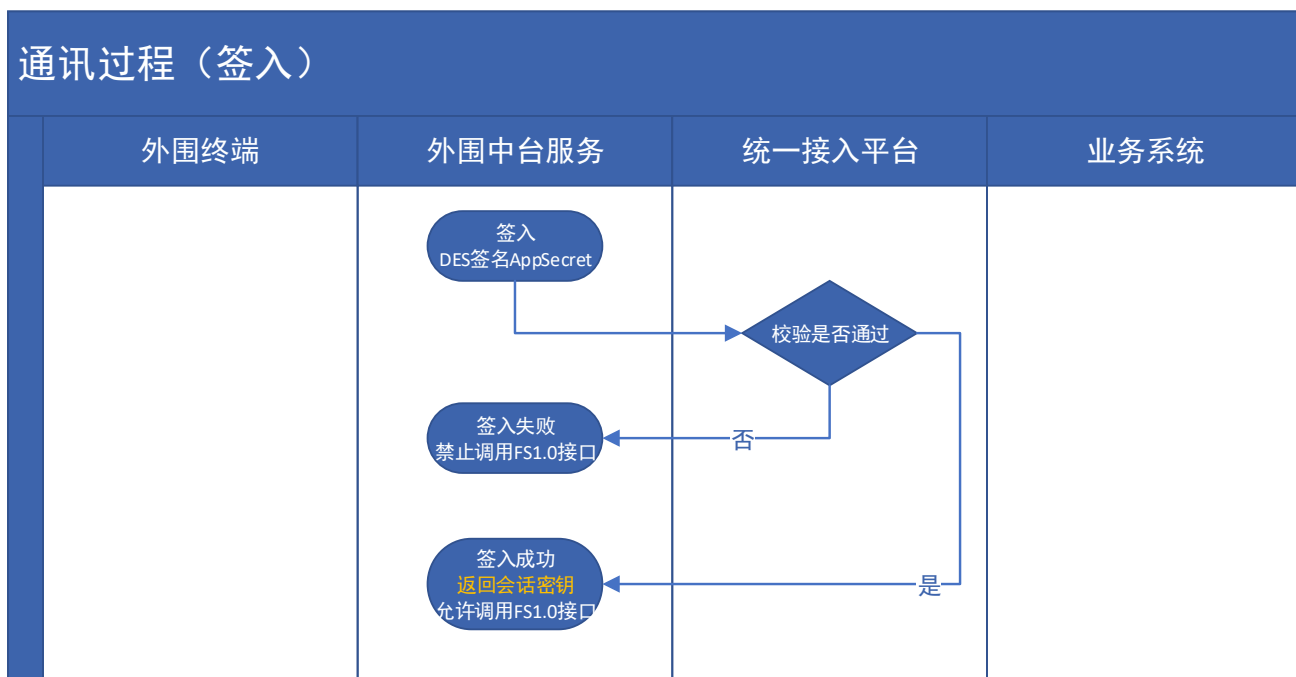 通讯过程（签入）
外围终端
外围中台服务
统一接入平台
业务系统
签入
DES签名AppSecret
校验是否通过
签入失败
禁止调用FS1.0接口
否
签入成功
返回会话密钥
允许调用FS1.0接口
是